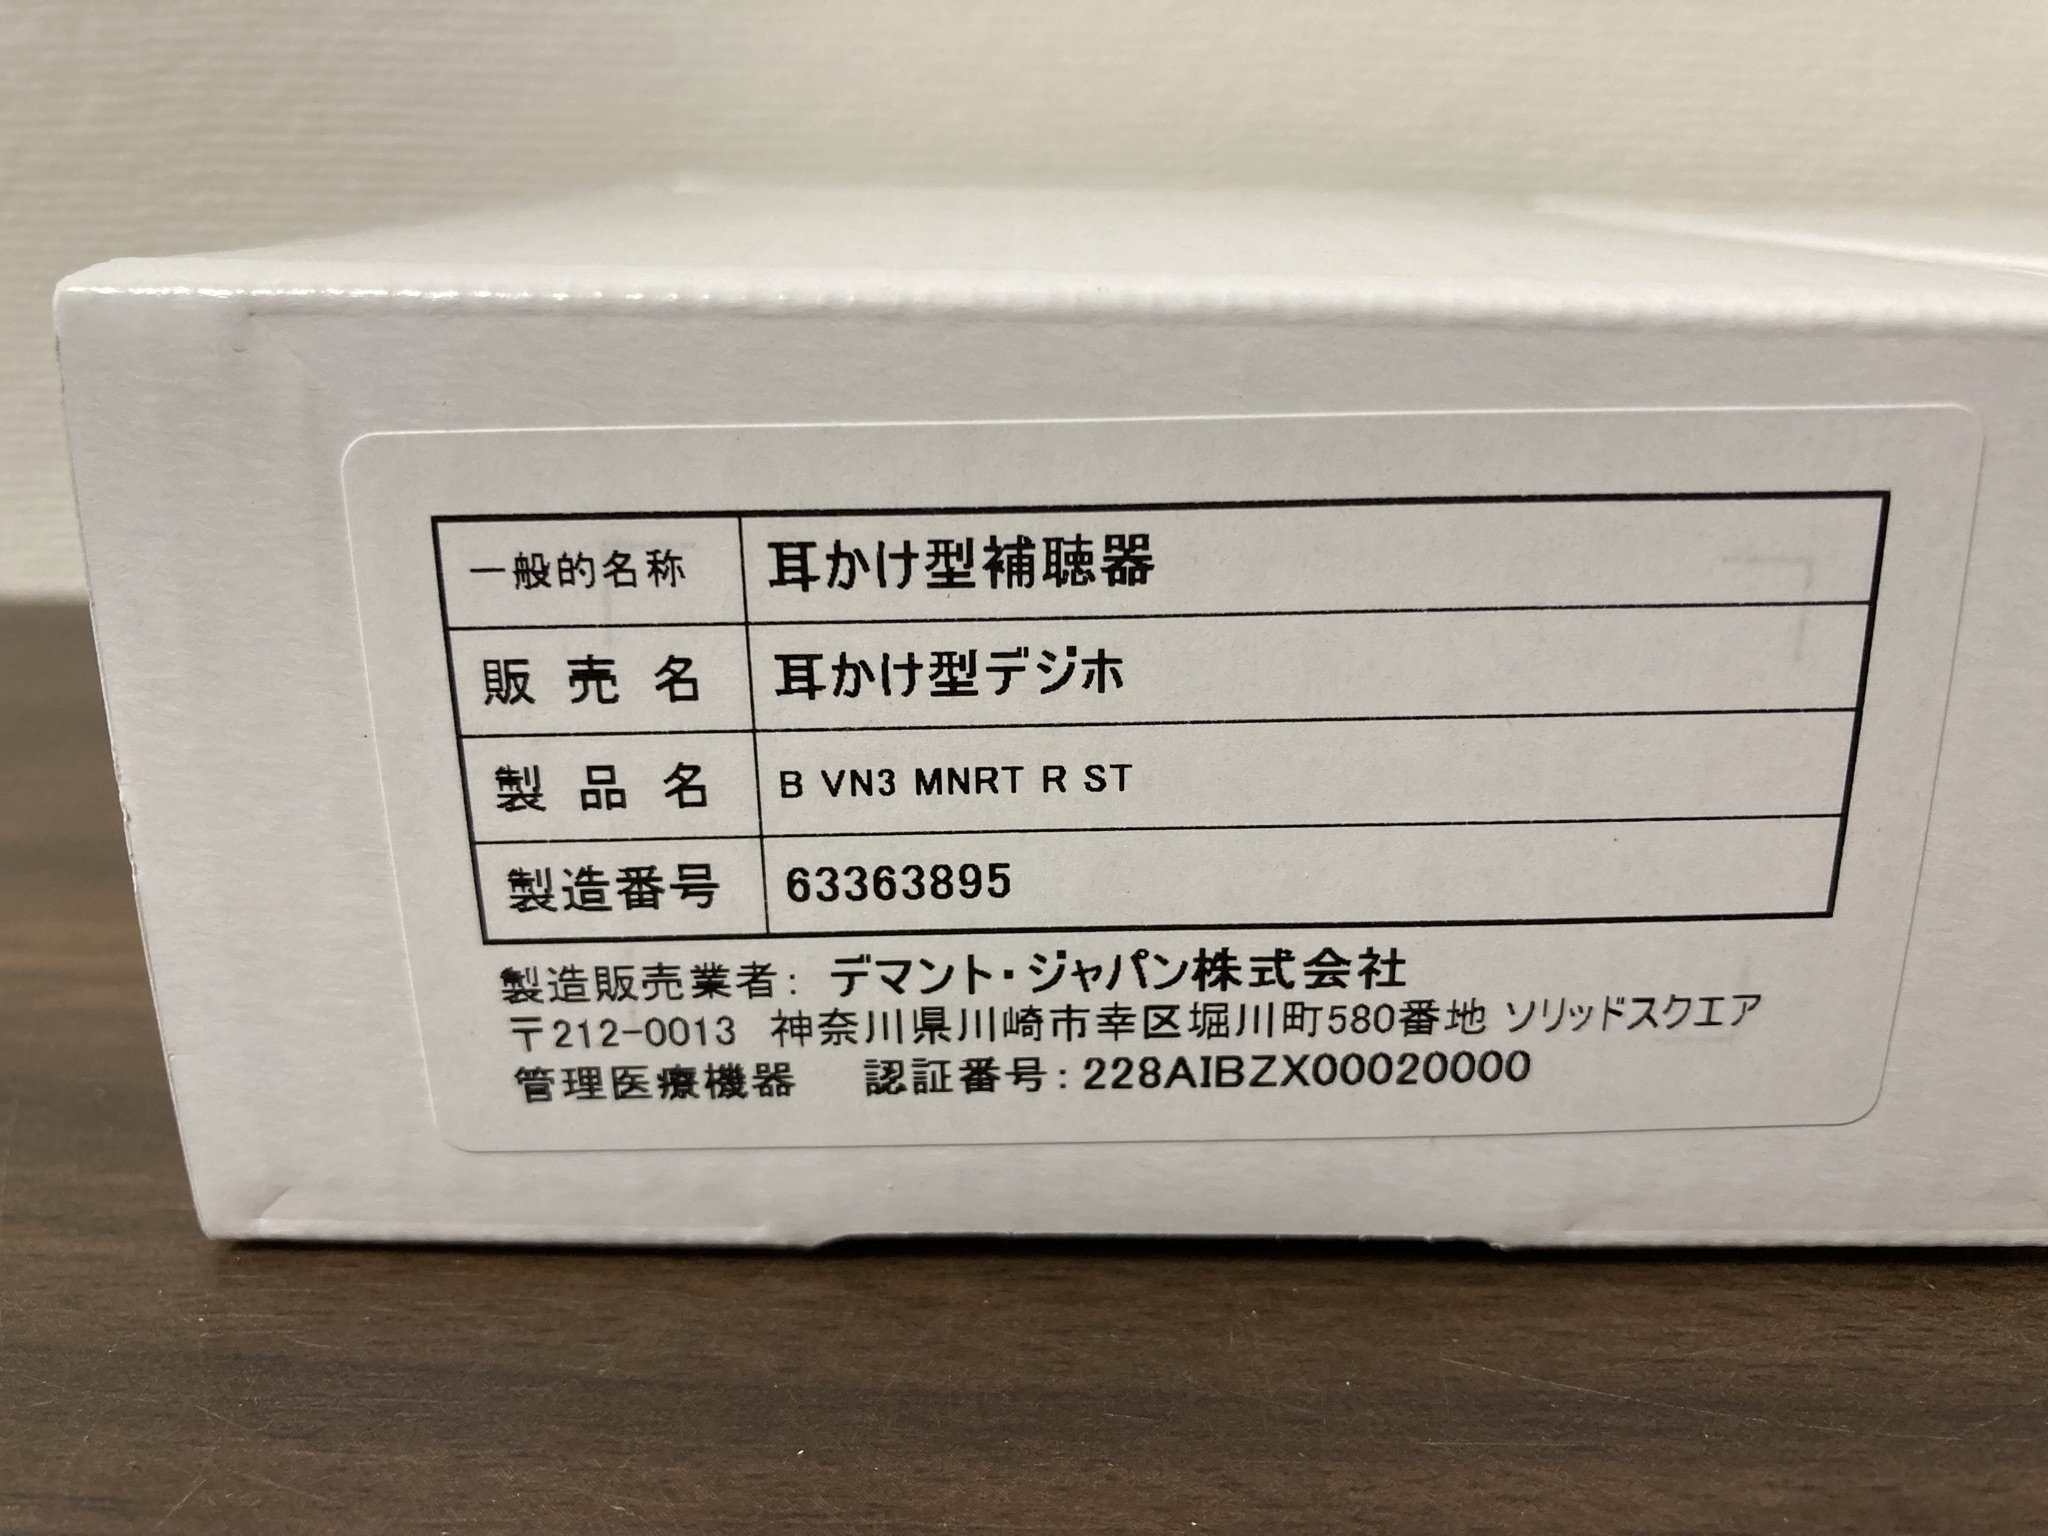 一般的名称 耳かけ型補聴器
販売名 耳かけ型デジホ
製品名 B VN3 MNRT R ST
製造番号 63363895
製造販売業者: デマント・ジャパン株式会社
〒212-0013 神奈川県川崎市幸区堀川町580番地 ソリッドスクエア
管理医療機器 認証番号:228AIBZX00020000